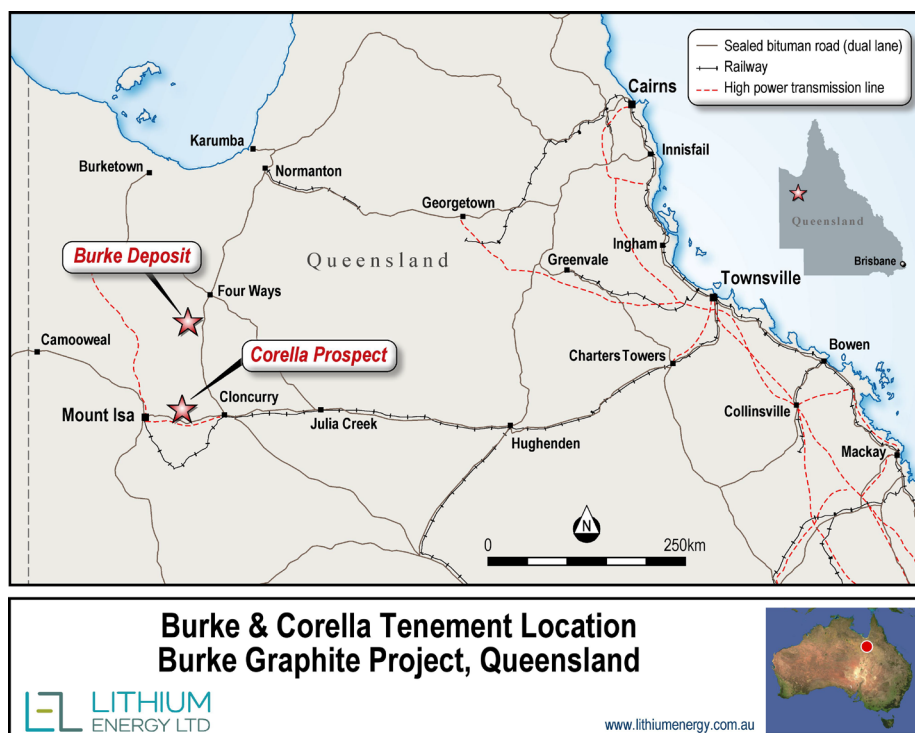 Sealed bituman road (dual lane)
Railway
High power transmission line
Cairns
Karumba
Innisfail
Burketown
Normanton
Georgetown
Queensland
Brisbane
Ingham
Burke Deposit
Queensland
Greenvale
Townsville
Four Ways
Camooweal
Corella Prospect
Charters Towers
Bowen
Mount Isa
Cloncurry
Julia Creek
Collinsville
Hughenden
Mackay
N
0 250km
Burke & Corella Tenement Location
Burke Graphite Project, Queensland
LITHIUM
ENERGY LTD
www.lithiumenergy.com.au